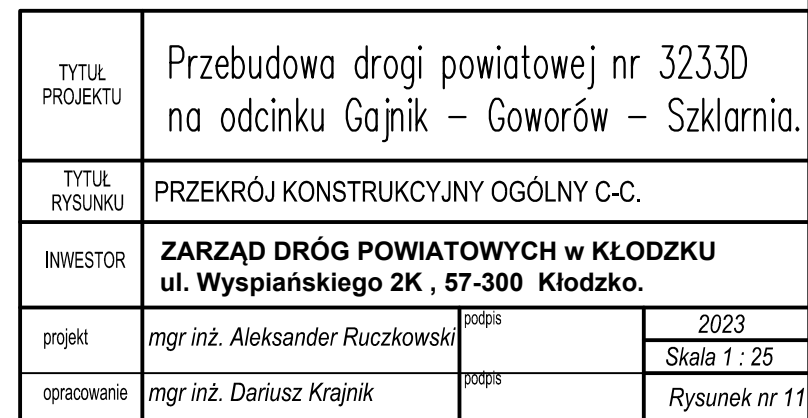 TYTUŁ
PROJEKTU
Przebudowa drogi powiatowej nr 3233D
na odcinku Gajnik – Goworów – Szklarnia.
TYTUŁ
RYSUNKU
PRZEKRÓJ KONSTRUKCYJNY OGÓLNY C-C.
INWESTOR
ZARZĄD DRÓG POWIATOWYCH w KŁODZKU
ul. Wyspiańskiego 2K , 57-300 Kłodzko.
projekt
mgr inż. Aleksander Ruczkowski
podpis
2023
Skala 1 : 25
opracowanie
mgr inż. Dariusz Krajnik
podpis
Rysunek nr 11